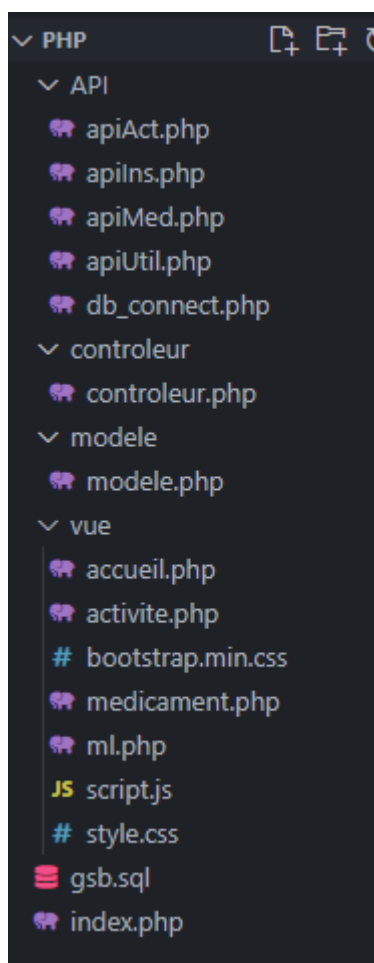 PHP
API
apiAct.php
apiIns.php
apiMed.php
apiUtil.php
db_connect.php
controleur
controleur.php
modele
modele.php
vue
accueil.php
activite.php
# bootstrap.min.css
medicament.php
ml.php
JS script.js
# style.css
gsb.sql
index.php